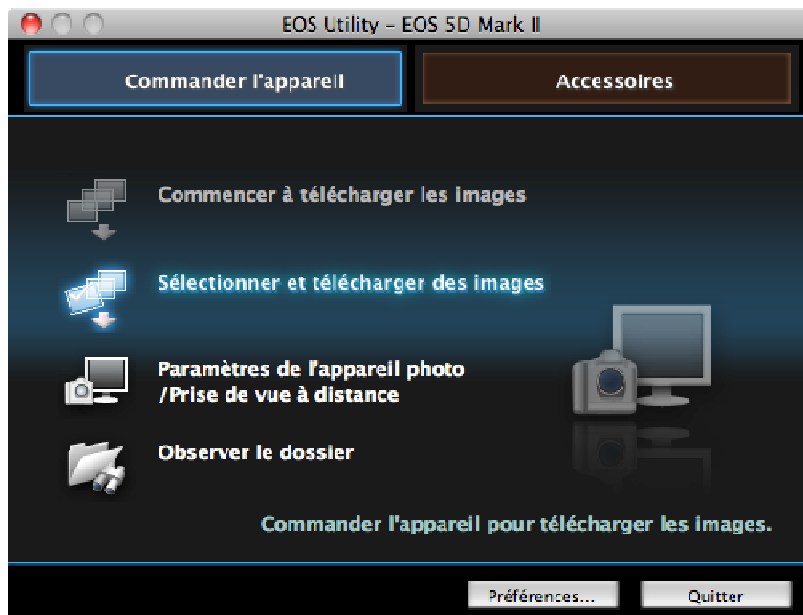 EOS Utility – EOS 5D Mark II
Commander l'appareil
Accessoires
Commencer à télécharger les images
Sélectionner et télécharger des images
Paramètres de l'appareil photo
/Prise de vue à distance
Observer le dossier
Commander l'appareil pour télécharger les images.
Préférences...
Quitter